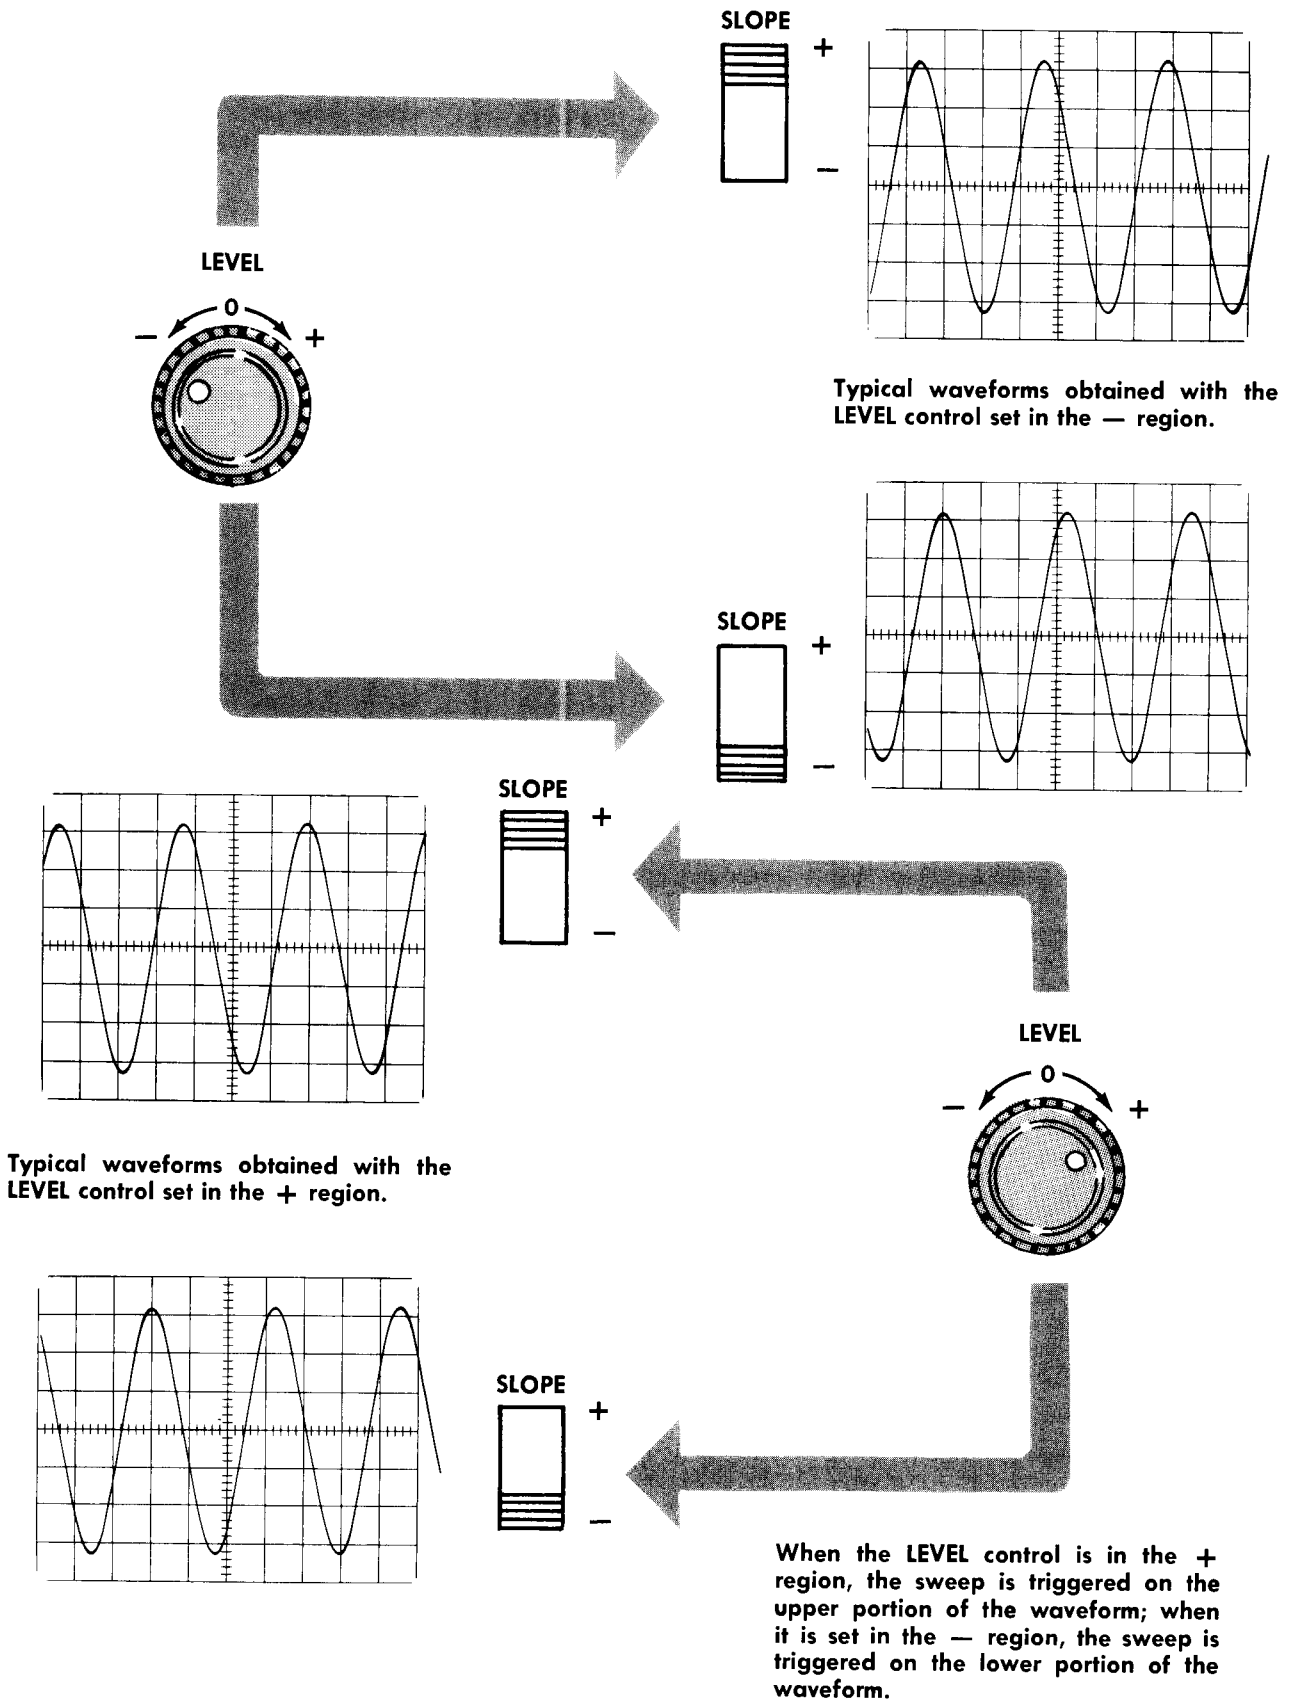 SLOPE
+
—
LEVEL
— 0 +
Typical waveforms obtained with the
LEVEL control set in the — region.
SLOPE
+
—
SLOPE
+
—
LEVEL
— 0 +
Typical waveforms obtained with the
LEVEL control set in the + region.
SLOPE
+
—
When the LEVEL control is in the +
region, the sweep is triggered on the
upper portion of the waveform; when
it is set in the — region, the sweep is
triggered on the lower portion of the
waveform.